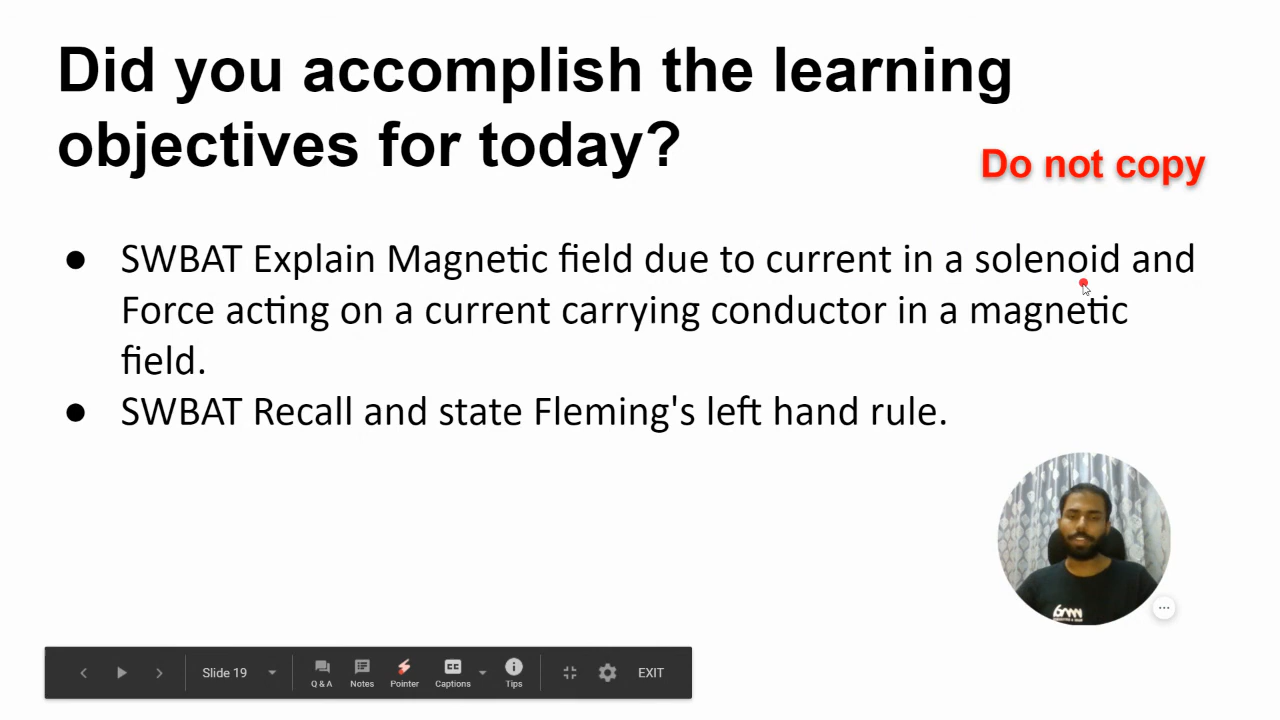 Did you accomplish the learning
objectives for today?
Do not copy
● SWBAT Explain Magnetic field due to current in a solenoid and
Force acting on a current carrying conductor in a magnetic
field.
● SWBAT Recall and state Fleming's left hand rule.
Slide 19
Q & A
Notes
Pointer
CC
Captions
Tips
EXIT